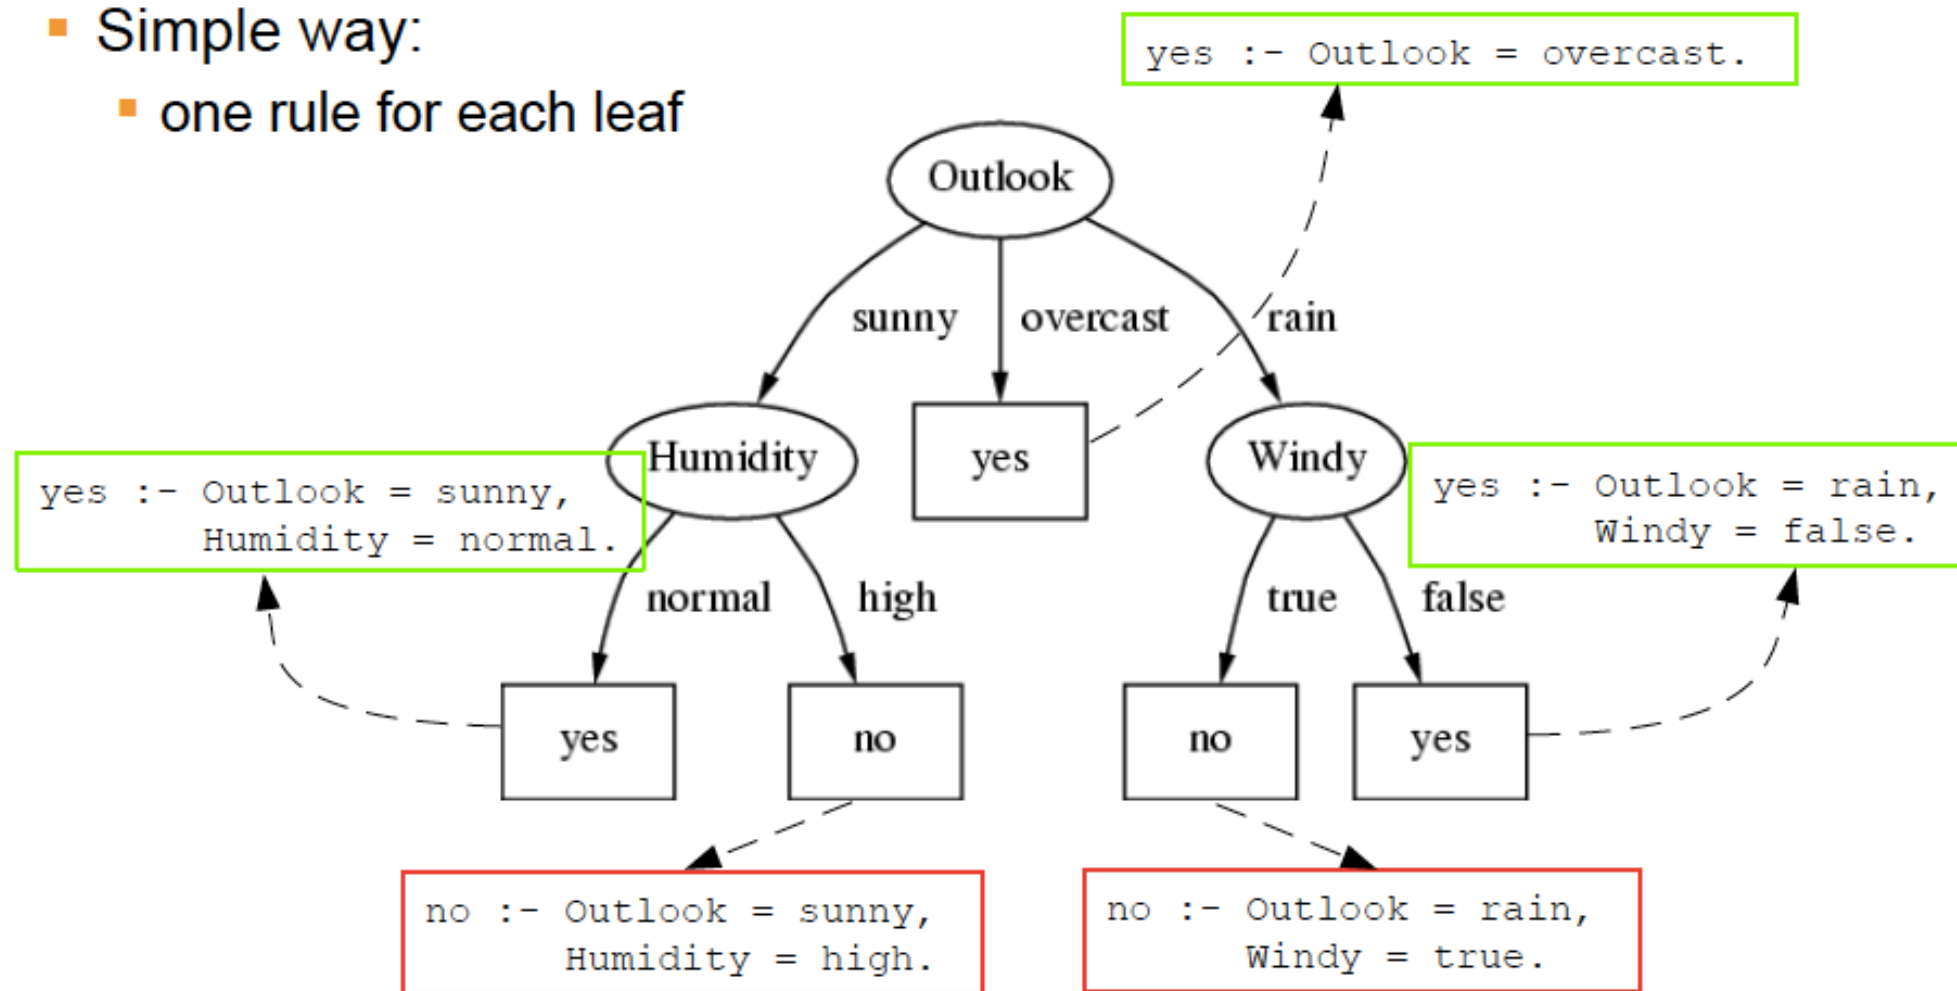 Simple way:
one rule for each leaf
yes :- Outlook = overcast.
Outlook
sunny
overcast
rain
Humidity
yes
Windy
yes :- Outlook = sunny,
Humidity = normal.
yes :- Outlook = rain,
Windy = false.
normal
high
true
false
yes
no
no
yes
no :- Outlook = sunny,
Humidity = high.
no :- Outlook = rain,
Windy = true.